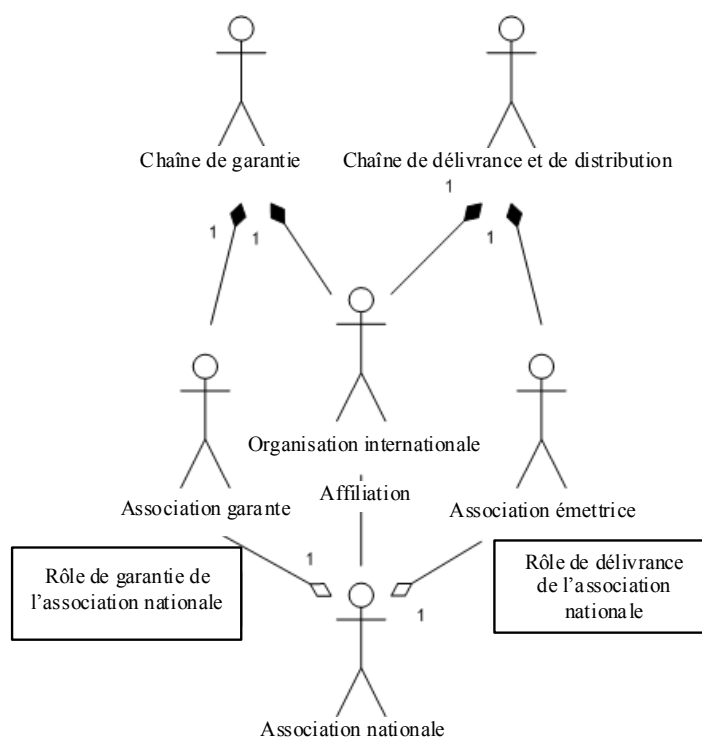 Chaîne de garantie
Chaîne de délivrance et de distribution
1
1
1
1
Organisation internationale
Association garante
Affiliation
Association émettrice
Rôle de garantie de
l'association nationale
1
1
Rôle de délivrance
de l'association
nationale
Association nationale